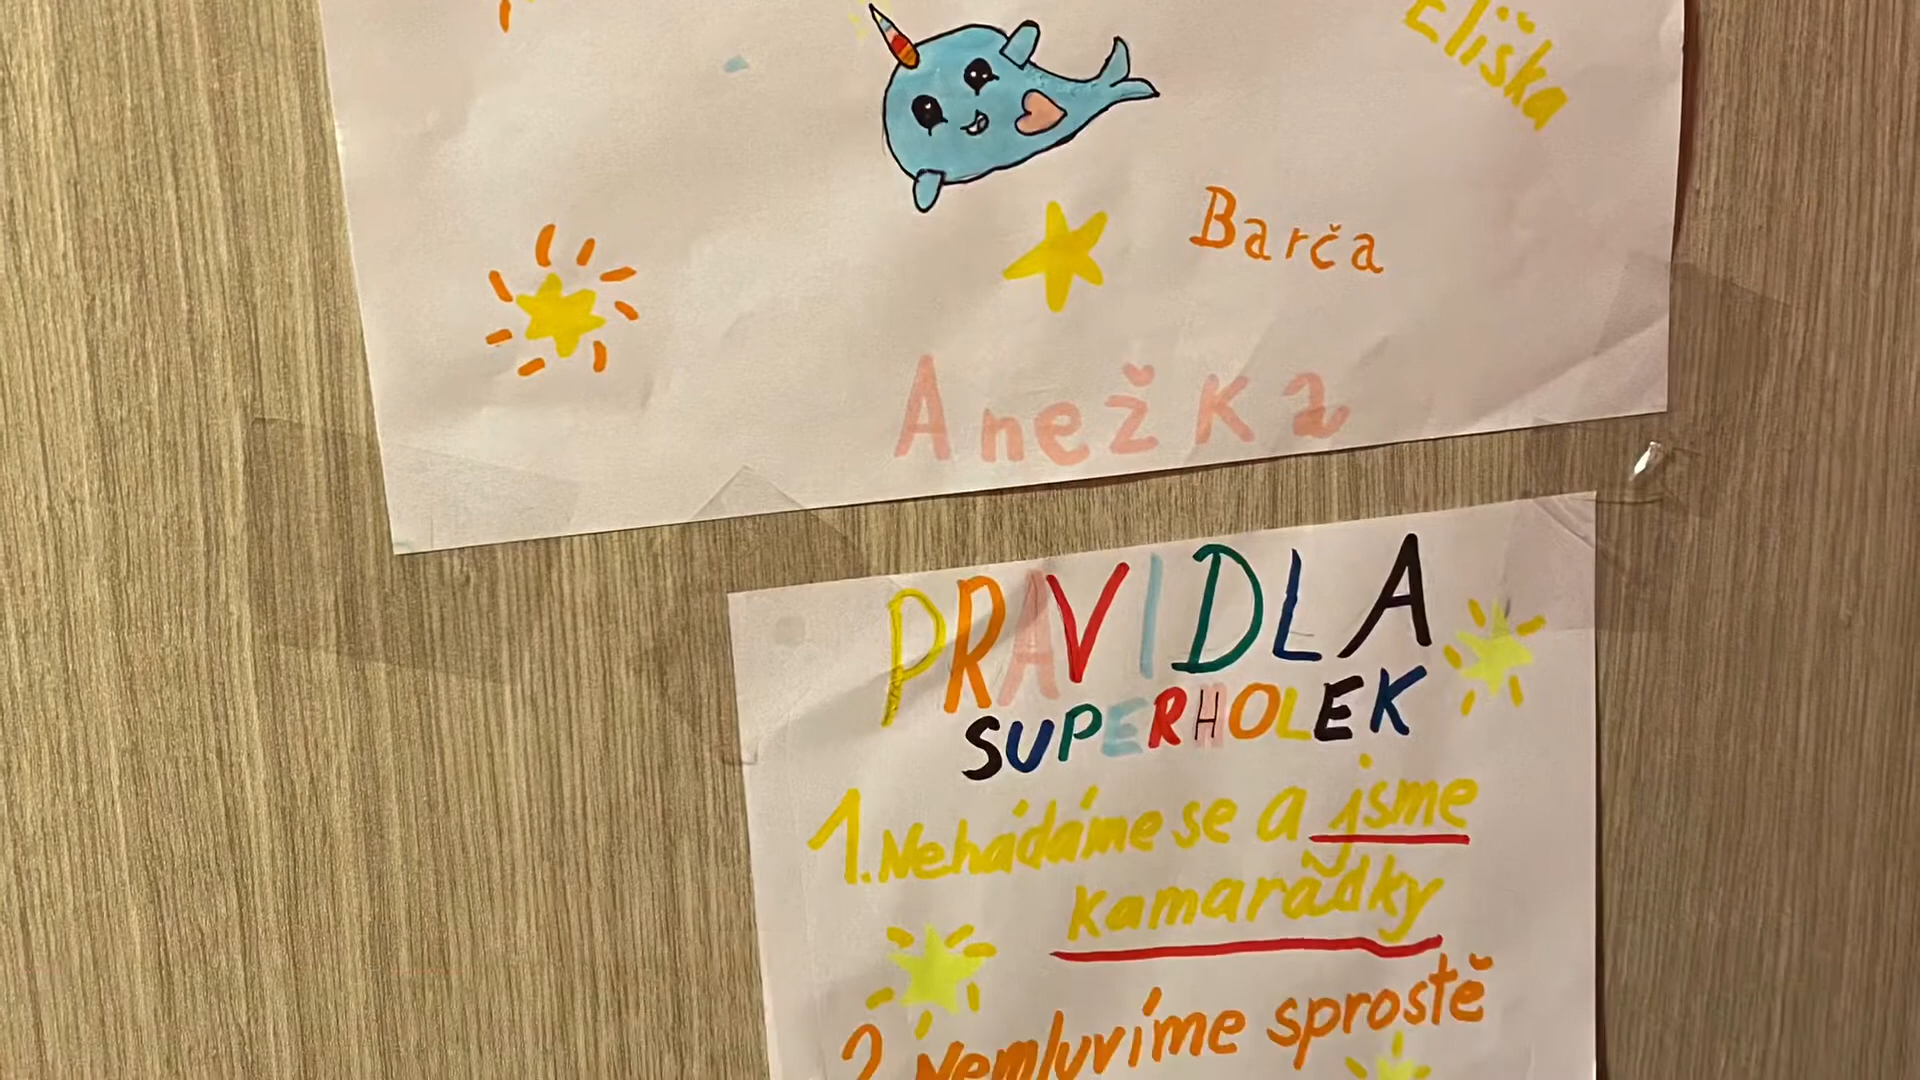 Eliška
Barča
Anežka
PRAVIDLA
SUPERHOLEK
1. Nehádáme se a jsme
kamarádky
2. Nemluvíme sprostě